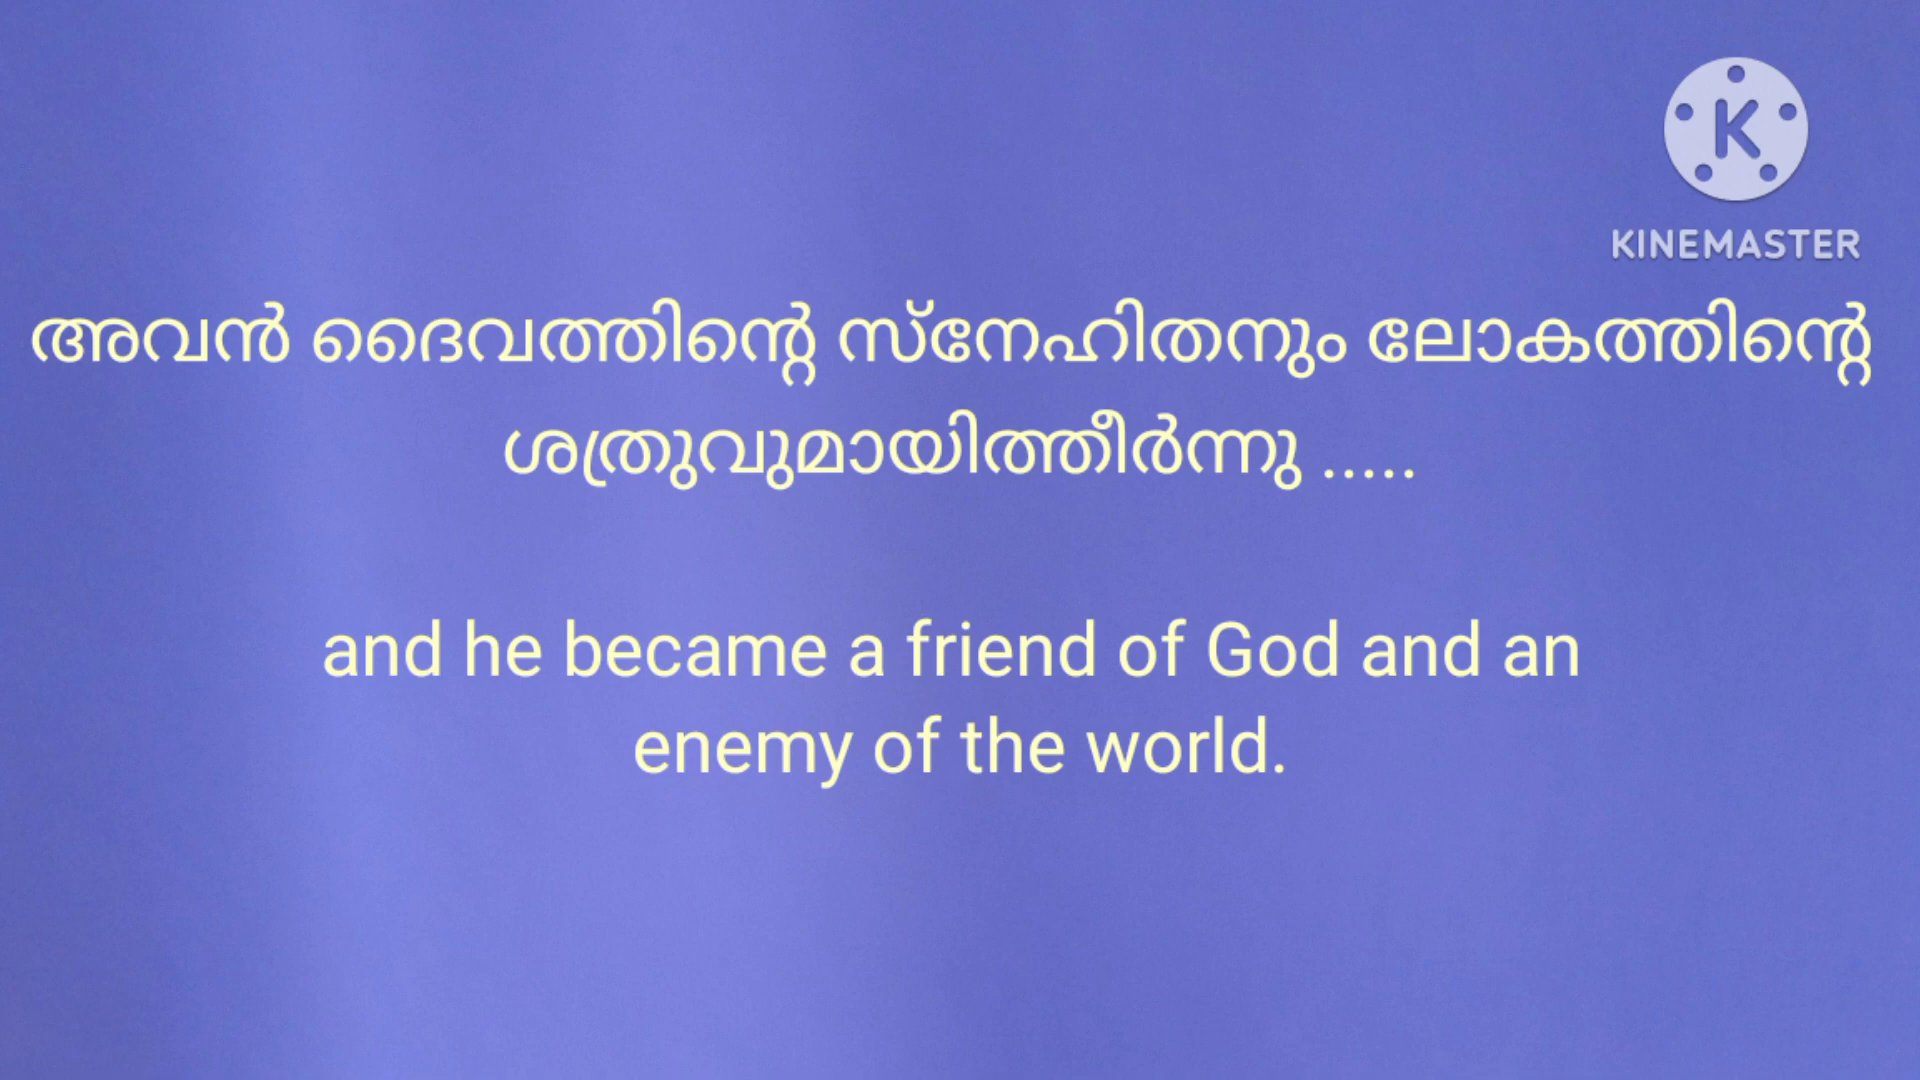 KINEMASTER
അവൻ ദൈവത്തിന്റെ സ്നേഹിതനും ലോകത്തിന്റെ
ശത്രുവുമായിത്തീർന്നു .....
and he became a friend of God and an
enemy of the world.